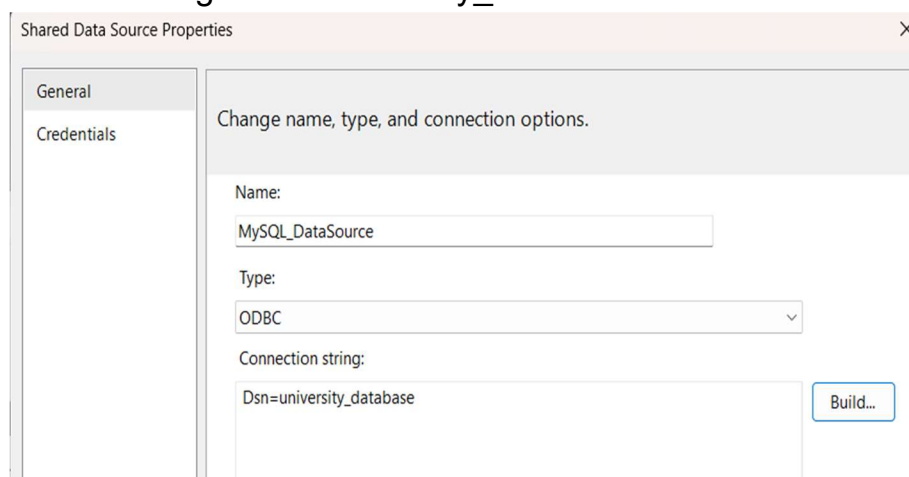 Shared Data Source Properties
General
Credentials
Change name, type, and connection options.
Name:
MySQL_DataSource
Type:
ODBC
Connection string:
Dsn=university_database
Build...